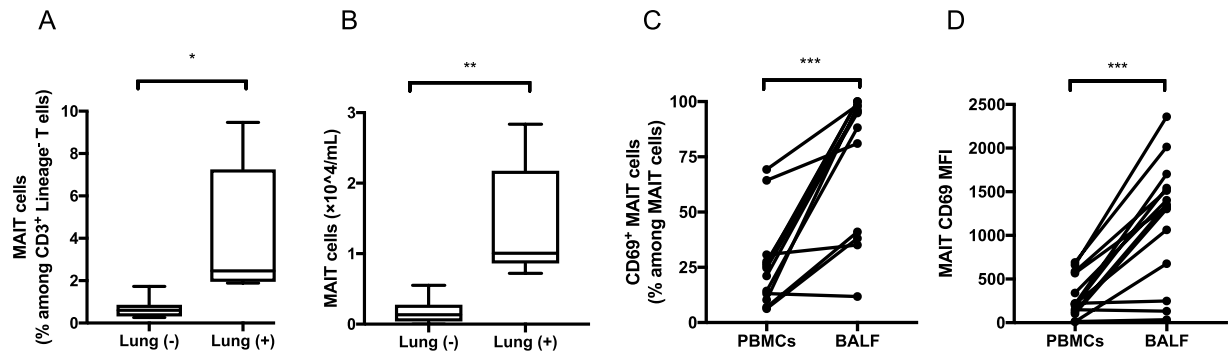 A
*
MAIT cells
(% among CD3⁺ Lineage⁻ T ells)
10
8
6
4
2
0
Lung (-)
Lung (+)
B
**
MAIT cells (×10^4/mL)
3
2
1
0
Lung (-)
Lung (+)
C
***
CD69⁺ MAIT cells
(% among MAIT cells)
100
75
50
25
0
PBMCs
BALF
D
***
MAIT CD69 MFI
2500
2000
1500
1000
500
0
PBMCs
BALF